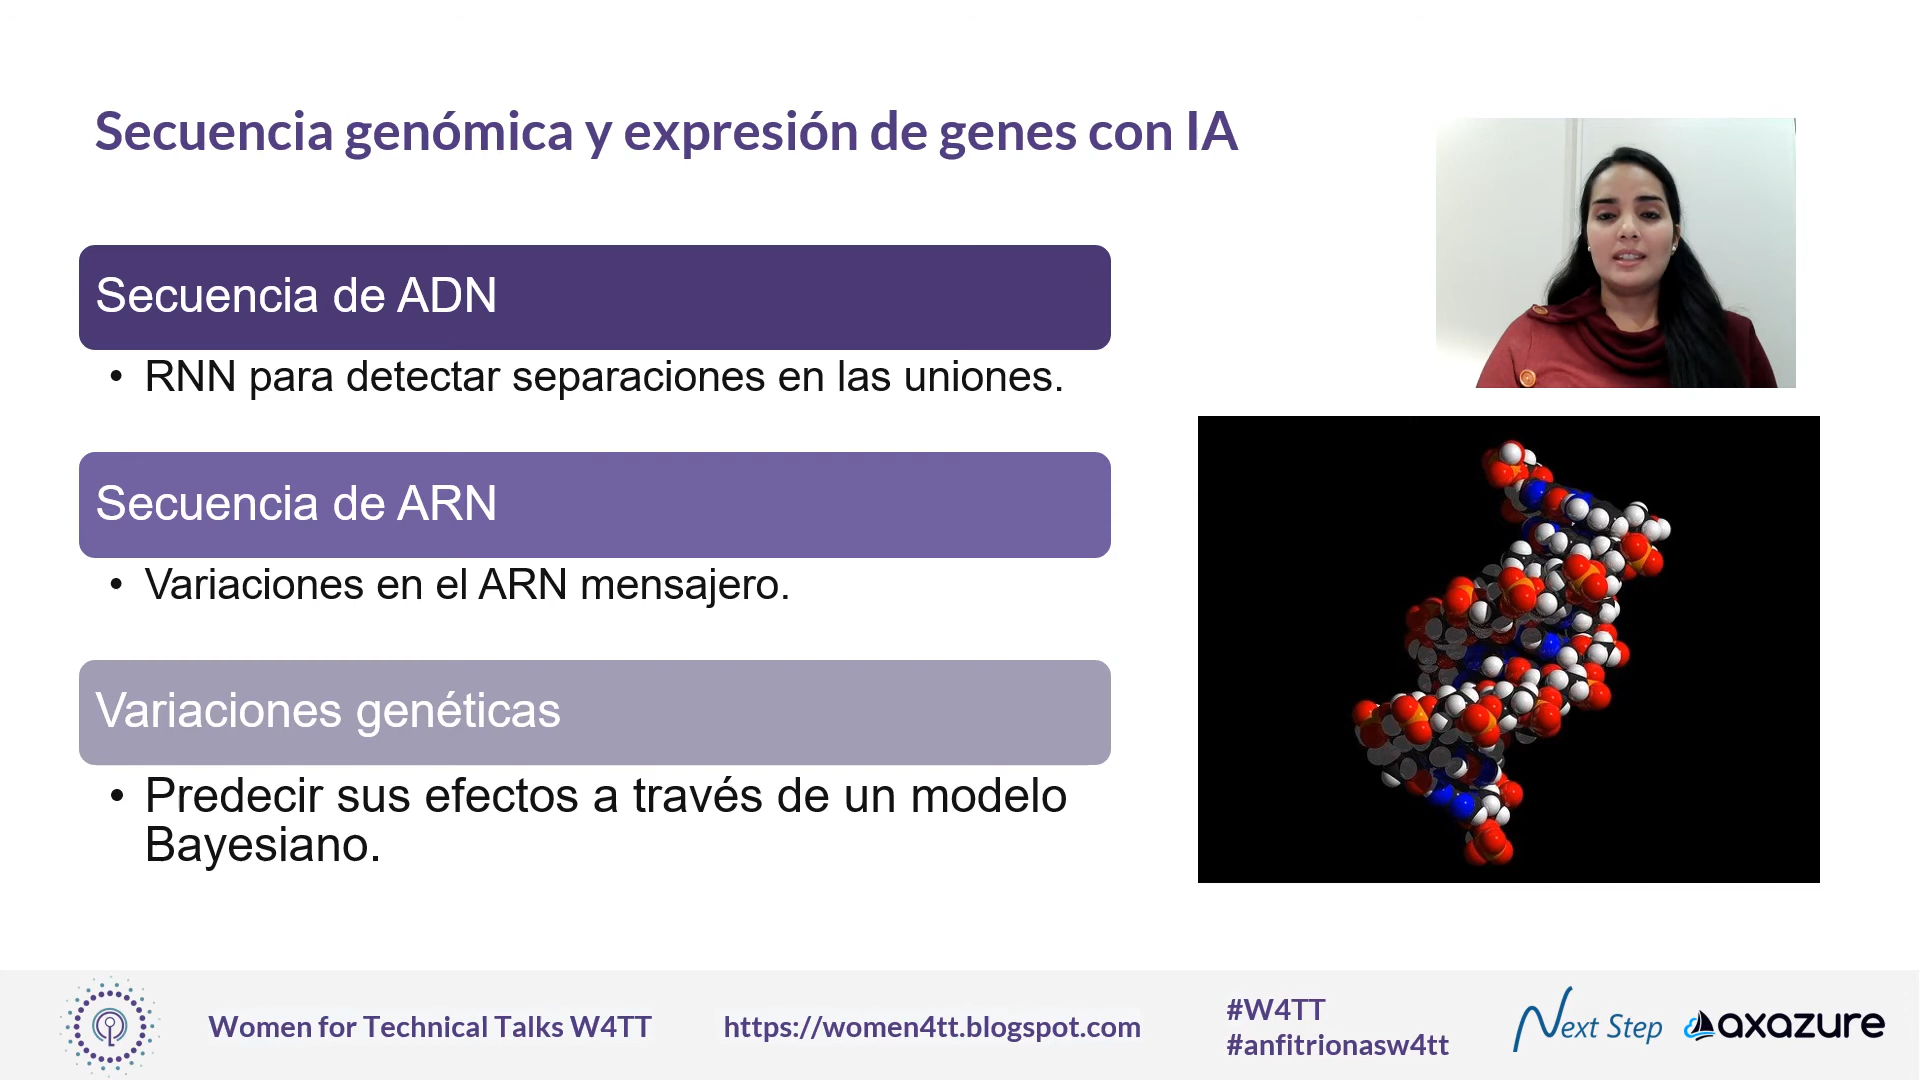 Secuencia genómica y expresión de genes con IA
Secuencia de ADN
• RNN para detectar separaciones en las uniones.
Secuencia de ARN
• Variaciones en el ARN mensajero.
Variaciones genéticas
• Predecir sus efectos a través de un modelo
Bayesiano.
Women for Technical Talks W4TT
https://women4tt.blogspot.com
#W4TT
#anfitrionasw4tt
Next Step
axazure